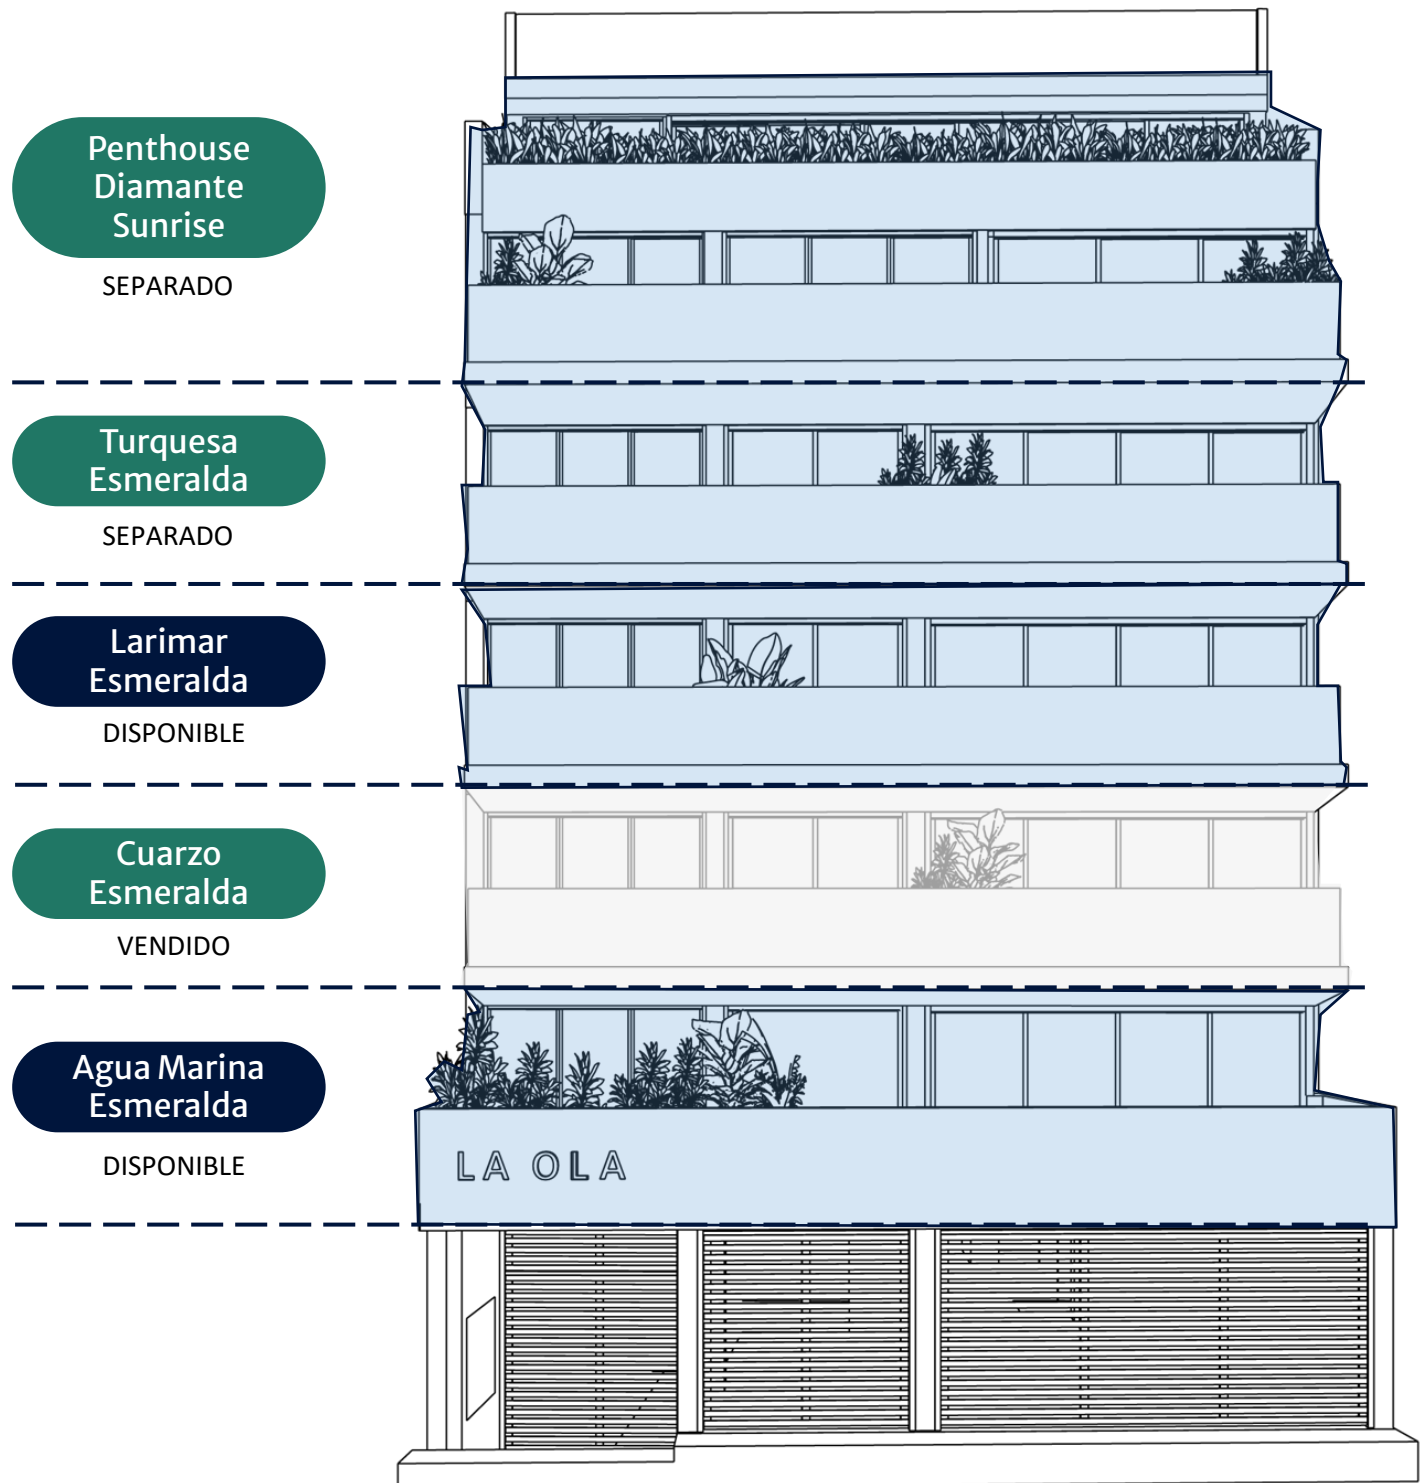 Penthouse
Diamante
Sunrise
SEPARADO
Turquesa
Esmeralda
SEPARADO
Larimar
Esmeralda
DISPONIBLE
Cuarzo
Esmeralda
VENDIDO
Agua Marina
Esmeralda
DISPONIBLE
LA OLA